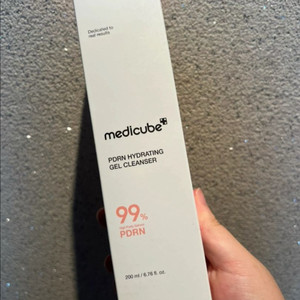 Dedicated to
real results
medicube
PDRN HYDRATING
GEL CLEANSER
99%
PDRN
200 ml / 6.76 fl. oz.